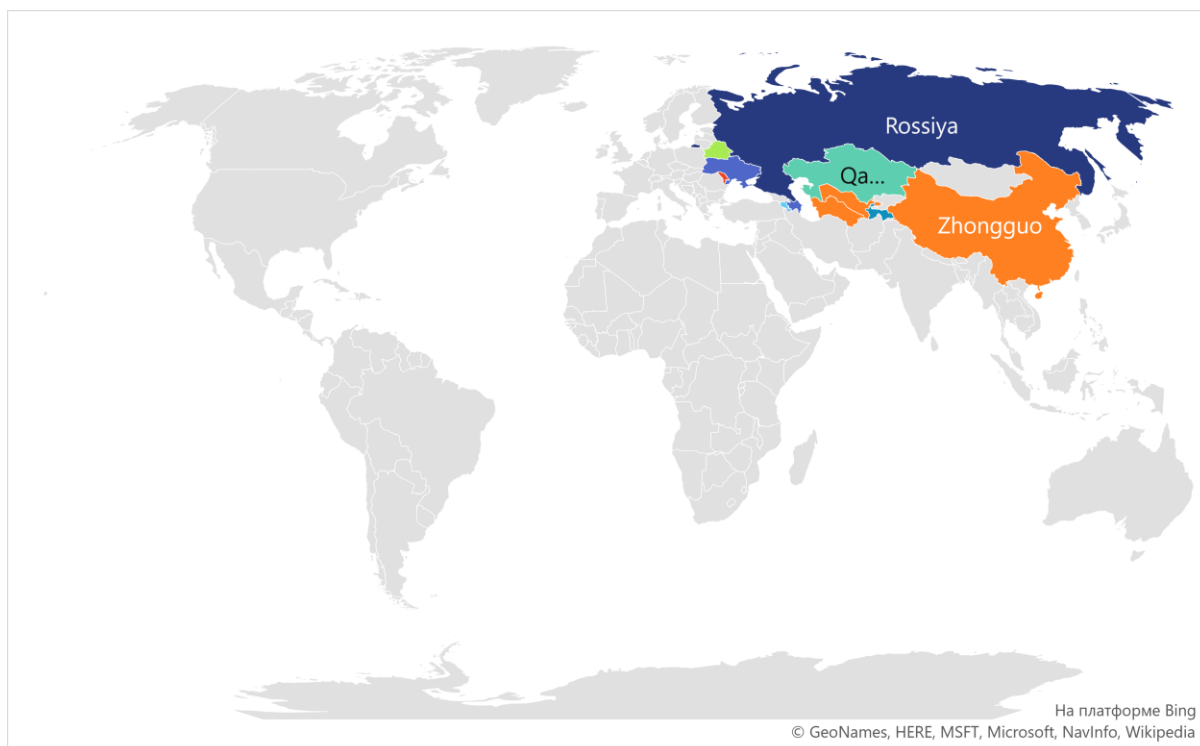 Rossiya
Qa...
Zhongguo
На платформе Bing
© GeoNames, HERE, MSFT, Microsoft, NavInfo, Wikipedia